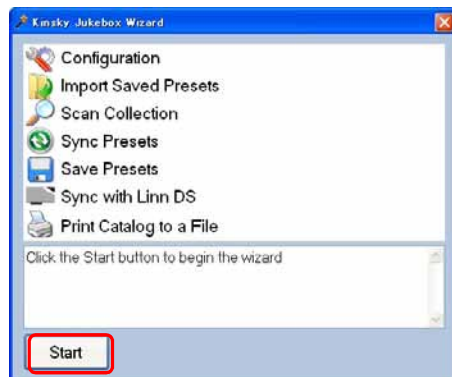 Kinsky Jukebox Wizard
Configuration
Import Saved Presets
Scan Collection
Sync Presets
Save Presets
Sync with Linn DS
Print Catalog to a File
Click the Start button to begin the wizard
Start